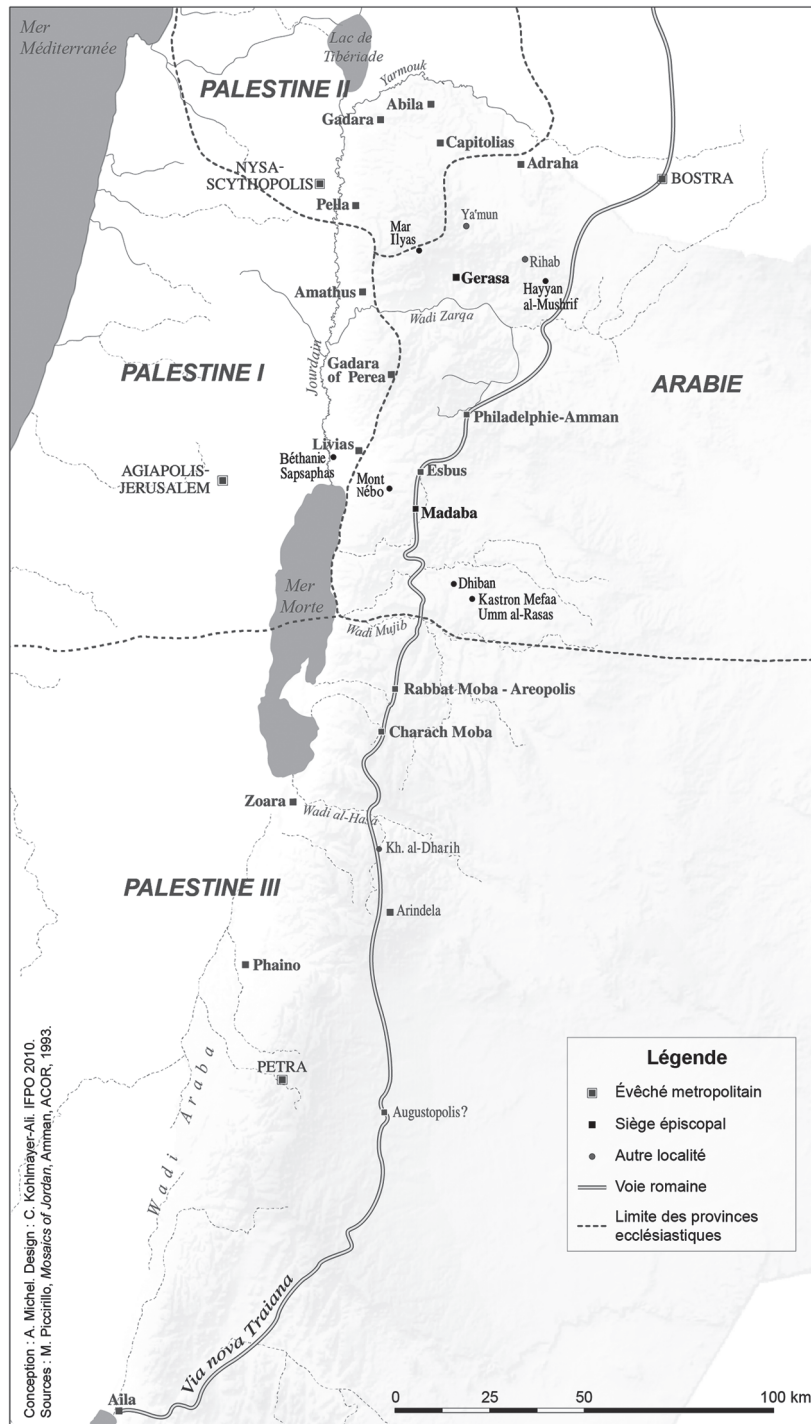 Mer
Méditerranée
Lac de
Tibériade
Yarmouk
PALESTINE II
Abila
Gadara
Capitolias
Adraha
NYSA-
SCYTHOPOLIS
BOSTRA
Pella
Ya'mun
Mar
Ilyas
Rihab
Gerasa
Hayyan
al-Mushrif
Amathus
Wadi Zarqa
Jourdain
PALESTINE I
Gadara
of Perea
ARABIE
Philadelphie-Amman
Livias
Béthanie
Sapsaphas
AGIAPOLIS-
JERUSALEM
Mont
Nébo
Esbus
Madaba
Mer
Morte
Dhiban
Kastron Mefaa
Umm al-Rasas
Wadi Mujib
Rabbat Moba - Areopolis
Charach Moba
Zoara
Wadi al-Hasa
Kh. al-Dharih
PALESTINE III
Arindela
Phaino
PETRA
Augustopolis ?
Wadi Araba
Via nova Traiana
Aila
Légende
Évêché metropolitain
Siège épiscopal
Autre localité
Voie romaine
Limite des provinces
ecclésiastiques
0 25 50 100 km
Conception : A. Michel. Design : C. Kohlmayer-Ali. IFPO 2010.
Sources : M. Piccirillo, Mosaics of Jordan, Amman, ACOR, 1993.